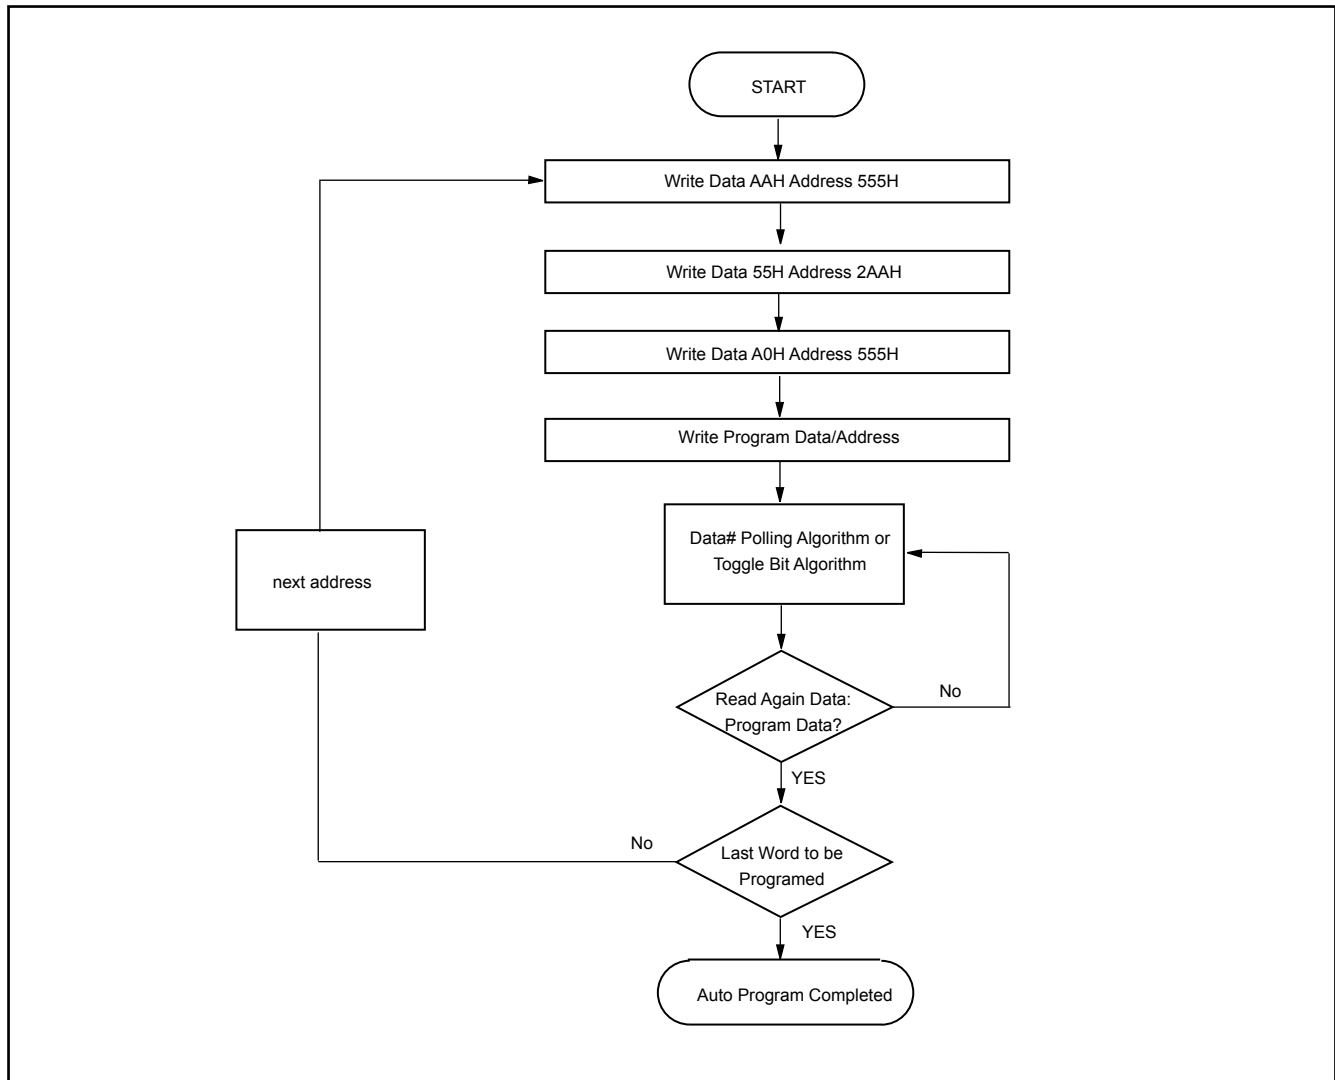 START
Write Data AAH Address 555H
Write Data 55H Address 2AAH
Write Data A0H Address 555H
Write Program Data/Address
Data# Polling Algorithm or
Toggle Bit Algorithm
next address
Read Again Data:
Program Data?
No
YES
No
Last Word to be
Programed
YES
Auto Program Completed